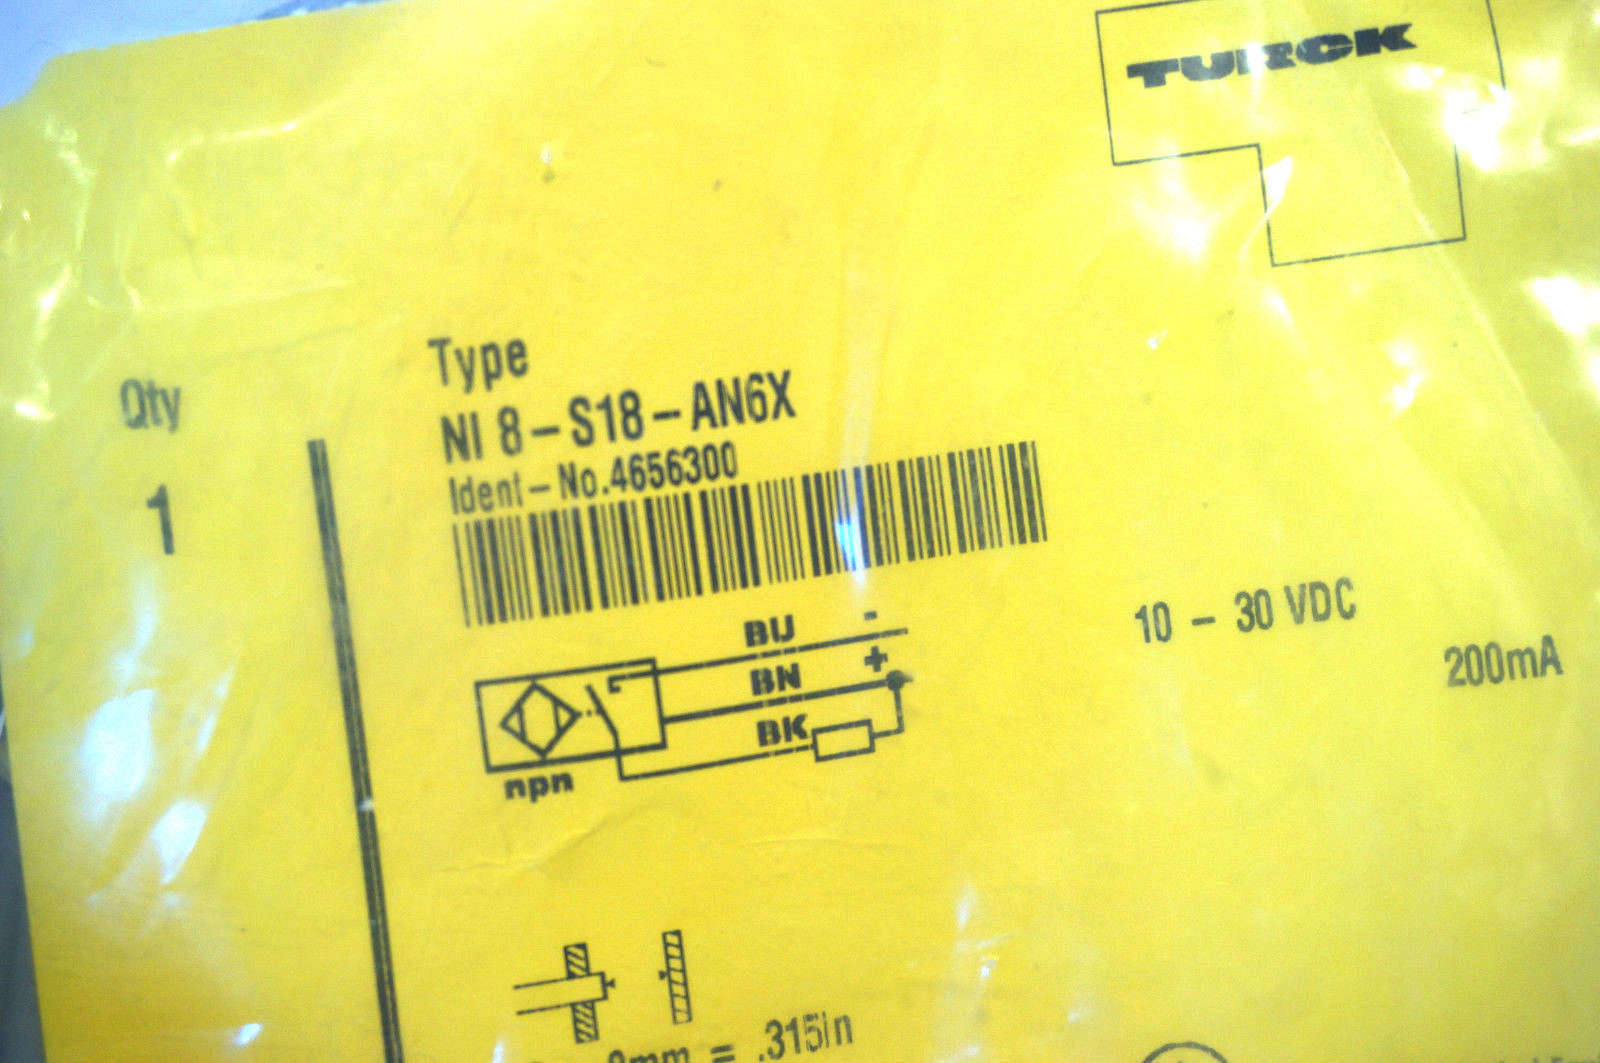 TURCK
Qty
1
Type
NI 8-S18-AN6X
Ident-No.4656300
BU -
BN +
BK
npn
10 - 30 VDC
200mA
8mm = .315in